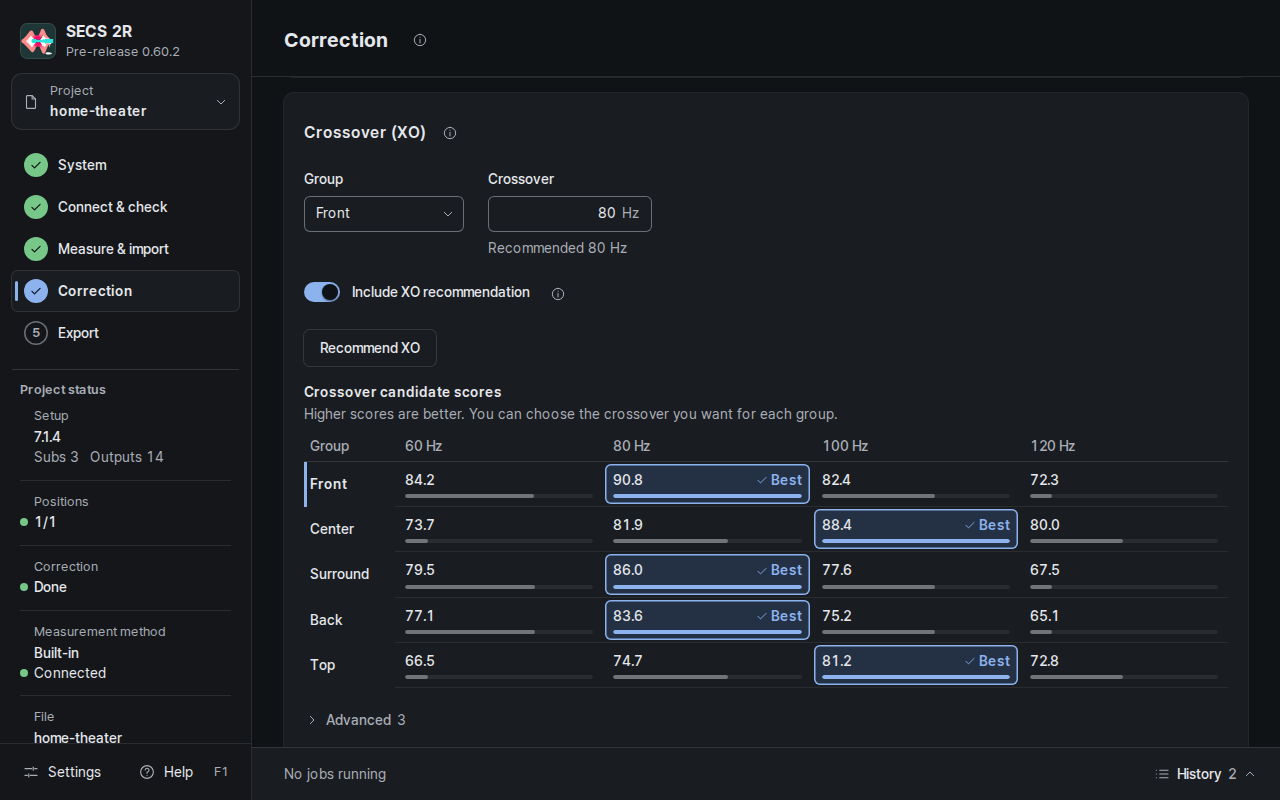 SECS 2R
Pre-release 0.60.2
Project
home-theater
System
Connect & check
Measure & import
Correction
5 Export
Project status
Setup
7.1.4
Subs 3 Outputs 14
Positions
1/1
Correction
Done
Measurement method
Built-in
Connected
File
home-theater
Settings
Help F1
Correction
Crossover (XO)
Group Crossover
Front 80 Hz
Recommended 80 Hz
Include XO recommendation
Recommend XO
Crossover candidate scores
Higher scores are better. You can choose the crossover you want for each group.
Group 60 Hz 80 Hz 100 Hz 120 Hz
Front 84.2 90.8 Best 82.4 72.3
Center 73.7 81.9 88.4 Best 80.0
Surround 79.5 86.0 Best 77.6 67.5
Back 77.1 83.6 Best 75.2 65.1
Top 66.5 74.7 81.2 Best 72.8
Advanced 3
No jobs running
History 2